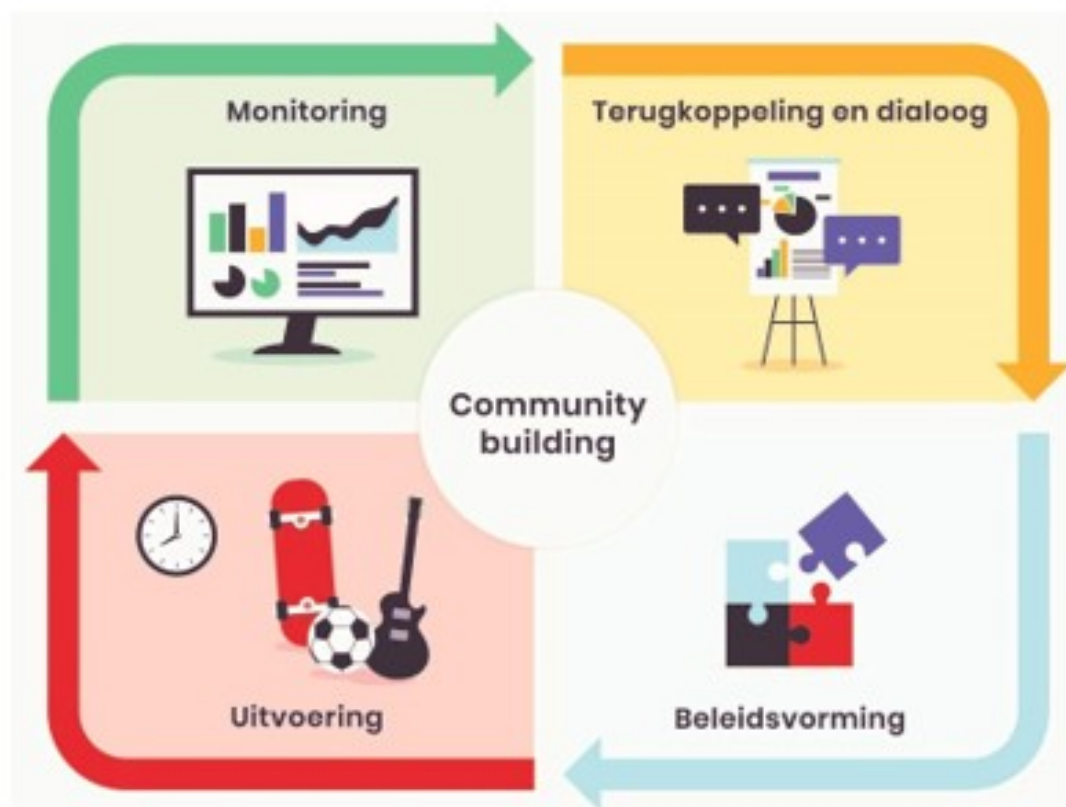 Monitoring
Terugkoppeling en dialoog
Community
building
Uitvoering
Beleidsvorming